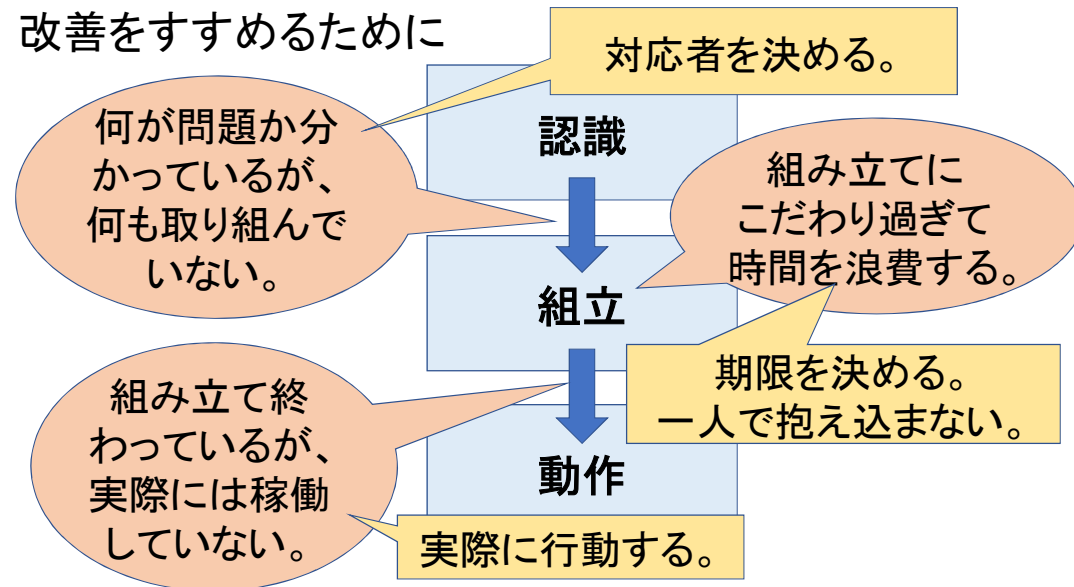 改善をすすめるために
対応者を決める。
認識
何が問題か分
かっているが、
何も取り組んで
いない。
組み立てに
こだわり過ぎて
時間を浪費する。
組立
期限を決める。
一人で抱え込まない。
組み立て終
わっているが、
実際には稼働
していない。
動作
実際に行動する。